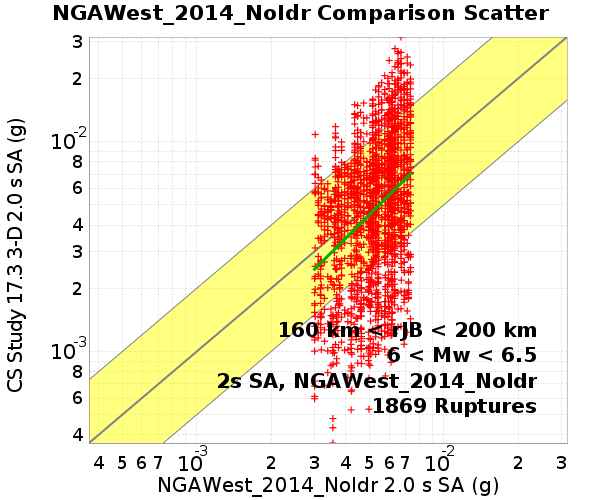 NGAWest_2014_NoIdr Comparison Scatter
CS Study 17.3 3-D 2.0 s SA (g)
3
2
10^-2
8
6
4
3
2
10^-3
8
6
4
160 km < rJB < 200 km
6 < Mw < 6.5
2s SA, NGAWest_2014_NoIdr
1869 Ruptures
4 5 6 7 10^-3 2 3 4 5 6 7 10^-2 2 3
NGAWest_2014_NoIdr 2.0 s SA (g)